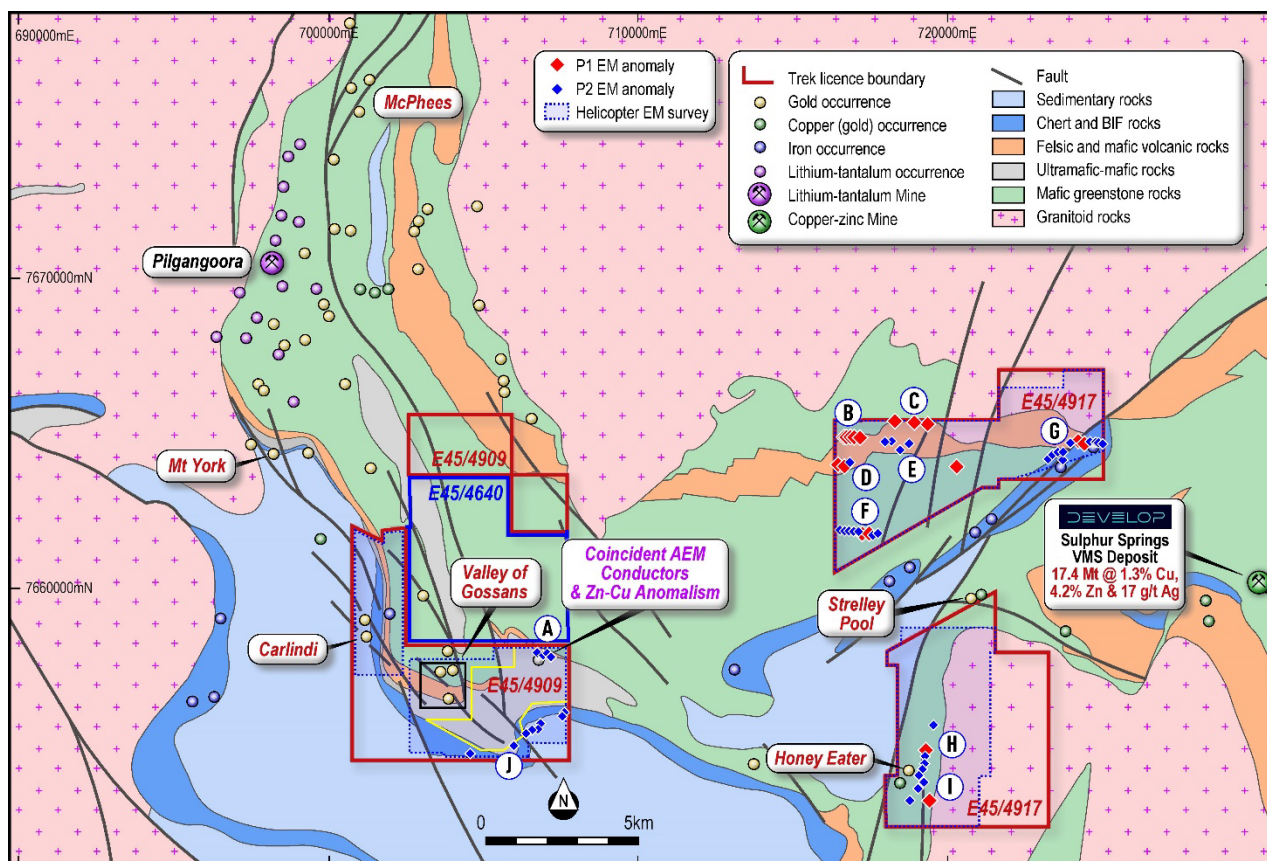 690000mE
700000mE
710000mE
720000mE
7670000mN
7660000mN
P1 EM anomaly
P2 EM anomaly
Helicopter EM survey
Trek licence boundary
Gold occurrence
Copper (gold) occurrence
Iron occurrence
Lithium-tantalum occurrence
Lithium-tantalum Mine
Copper-zinc Mine
Fault
Sedimentary rocks
Chert and BIF rocks
Felsic and mafic volcanic rocks
Ultramafic-mafic rocks
Mafic greenstone rocks
Granitoid rocks
McPhees
Pilgangoora
Mt York
E45/4909
E45/4640
Valley of
Gossans
Coincident AEM
Conductors
& Zn-Cu Anomalism
Carlindi
A
E45/4909
J
N
0
5km
B
C
D
E
F
G
E45/4917
DEVELOP
Sulphur Springs
VMS Deposit
17.4 Mt @ 1.3% Cu,
4.2% Zn & 17 g/t Ag
Strelley
Pool
Honey Eater
H
I
E45/4917